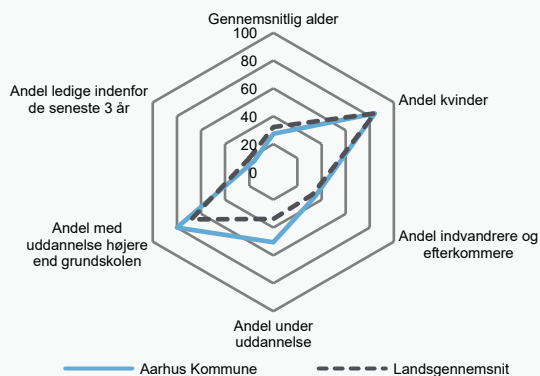 Gennemsnitlig alder
100
80
60
40
20
0
Andel kvinder
Andel indvandrere og
efterkommere
Andel under
uddannelse
Andel med
uddannelse højere
end grundskolen
Andel ledige indenfor
de seneste 3 år
Aarhus Kommune
Landsgennemsnit